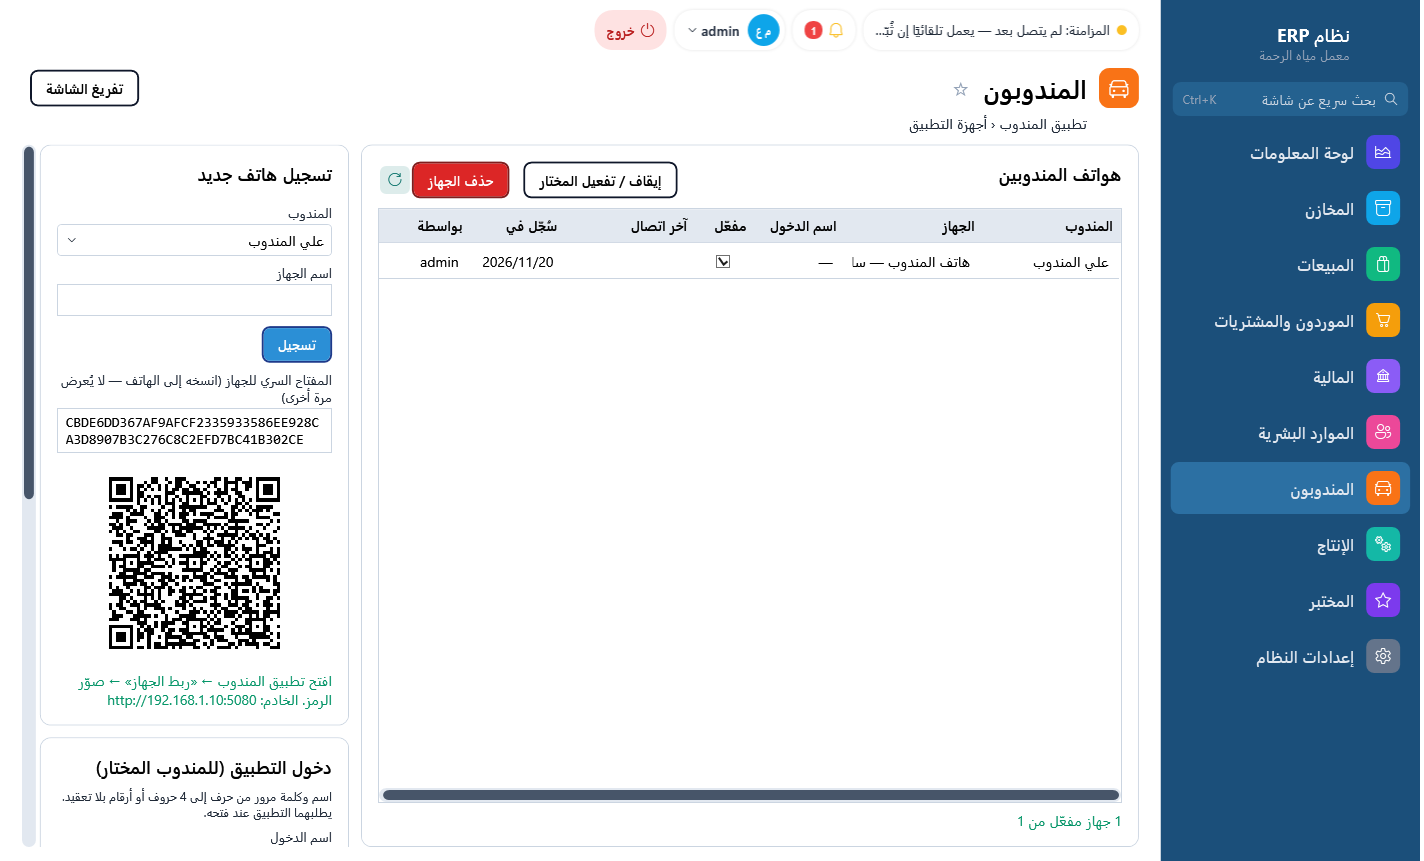 نظام ERP
معمل مياه الرحمة
بحث سريع عن شاشة
Ctrl+K
لوحة المعلومات
المخازن
المبيعات
الموردون والمشتريات
المالية
الموارد البشرية
المندوبون
الإنتاج
المختبر
إعدادات النظام
المزامنة: لم يتصل بعد — يعمل تلقائيًا إن ثُبّ...
1
م ع
admin
خروج
المندوبون
تطبيق المندوب › أجهزة التطبيق
تفريغ الشاشة
هواتف المندوبين
إيقاف / تفعيل المختار
حذف الجهاز
المندوب الجهاز اسم الدخول مفعّل آخر اتصال سُجّل في بواسطة
علي المندوب هاتف المندوب — سا — 2026/11/20 admin
1 جهاز مفعّل من 1
تسجيل هاتف جديد
المندوب
علي المندوب
اسم الجهاز
تسجيل
المفتاح السري للجهاز (انسخه إلى الهاتف — لا يُعرض
مرة أخرى)
CBDE6DD367AF9AFCF2335933586EE928C
A3D8907B3C276C8C2EFD7BC41B302CE
افتح تطبيق المندوب ← «ربط الجهاز» ← صوّر
الرمز. الخادم: http://192.168.1.10:5080
دخول التطبيق (للمندوب المختار)
اسم وكلمة مرور من حرف إلى 4 حروف أو أرقام بلا تعقيد.
يطلبهما التطبيق عند فتحه.
اسم الدخول